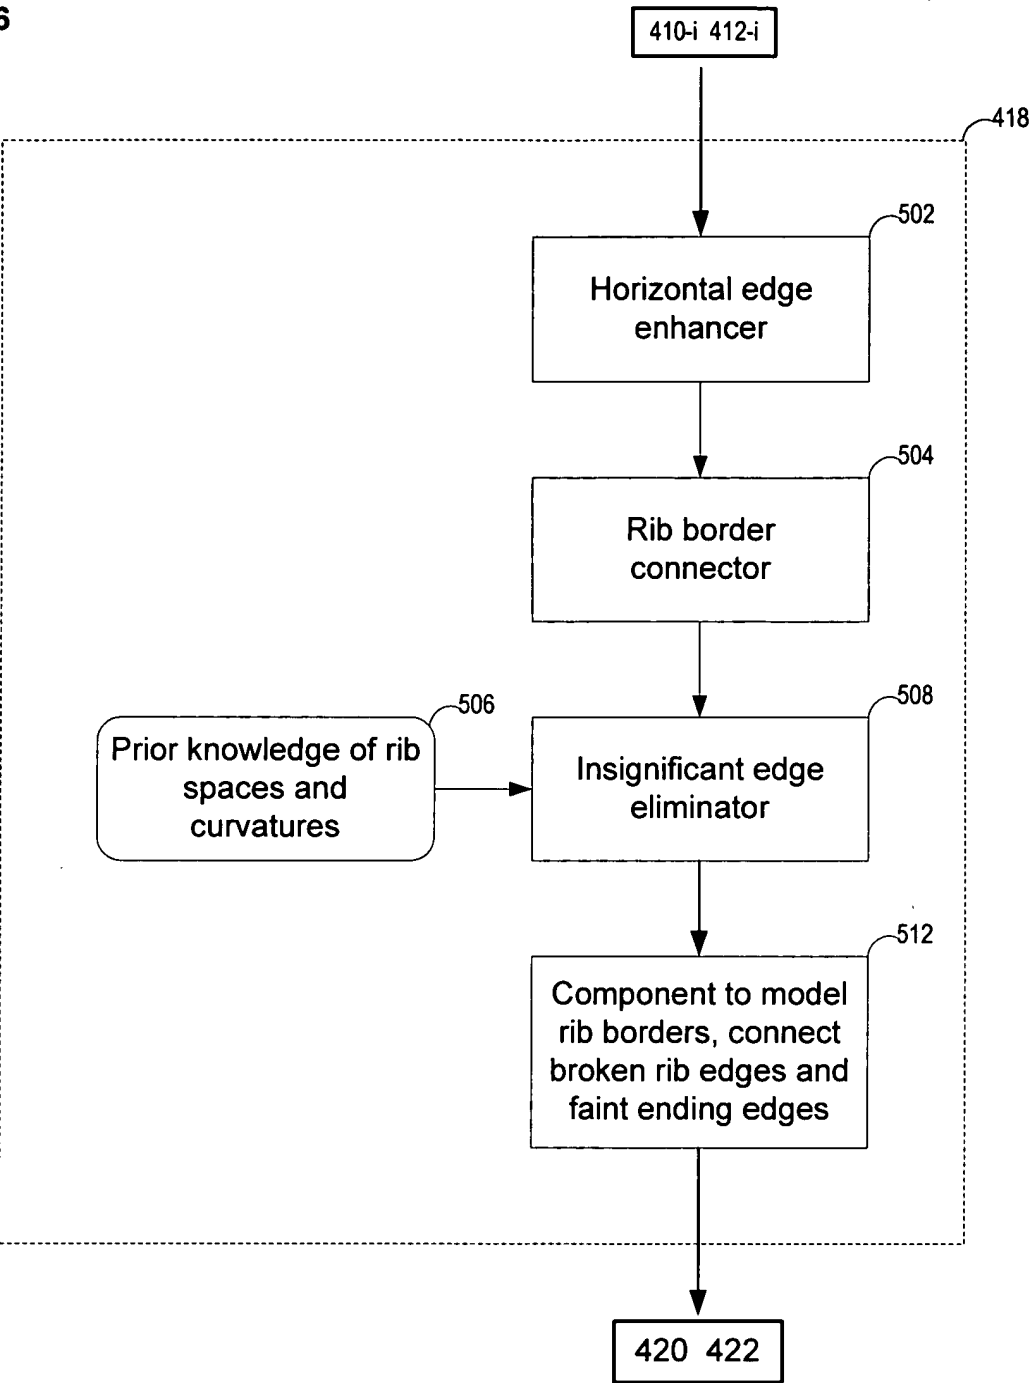 6
410-i 412-i
418
502
Horizontal edge
enhancer
504
Rib border
connector
506
Prior knowledge of rib
spaces and
curvatures
508
Insignificant edge
eliminator
512
Component to model
rib borders, connect
broken rib edges and
faint ending edges
420 422